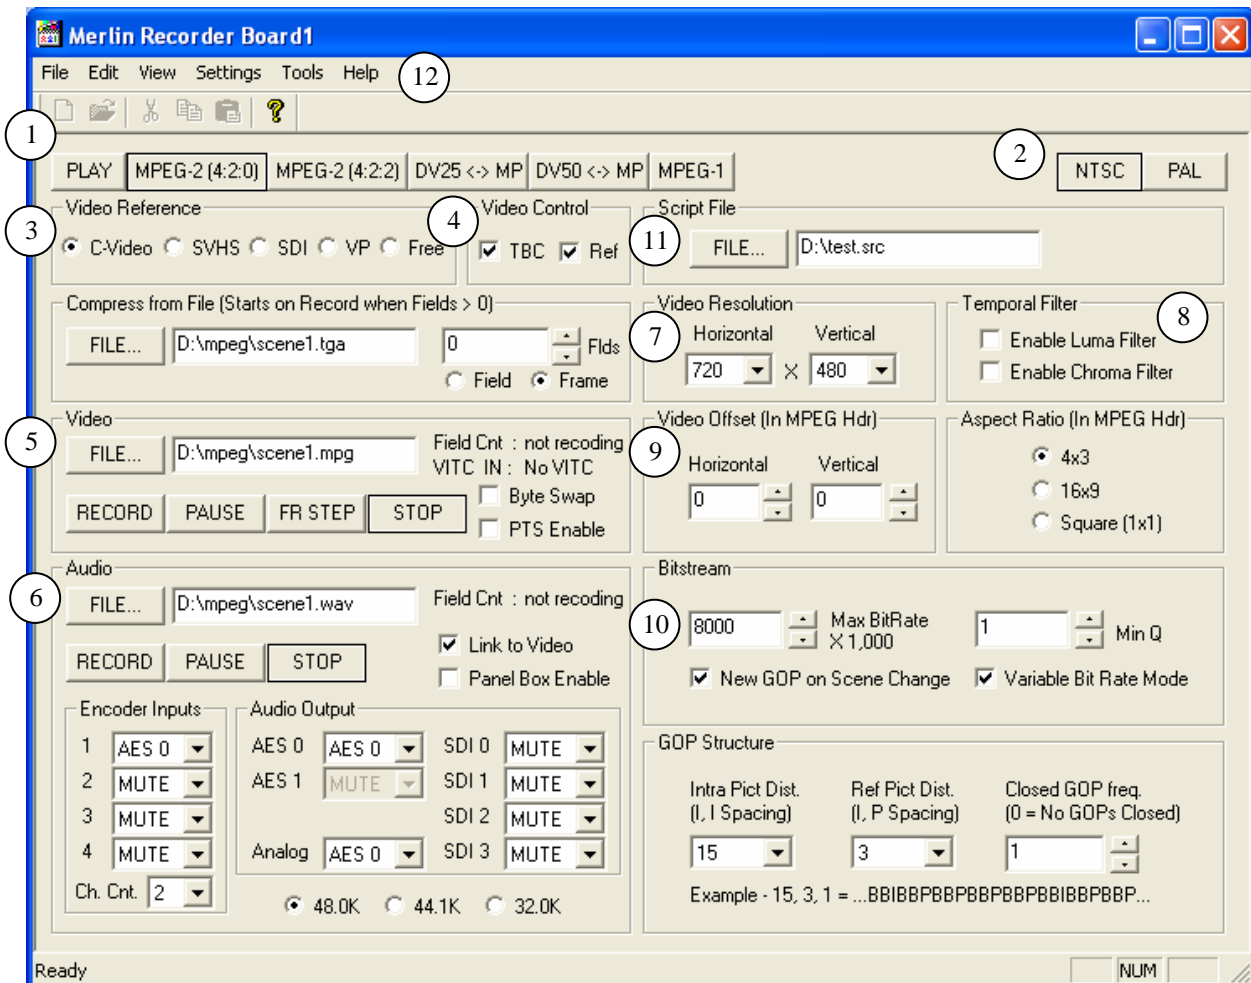 Merlin Recorder Board1
File Edit View Settings Tools Help 12
1
2
PLAY MPEG-2 (4:2:0) MPEG-2 (4:2:2) DV25 <-> MP DV50 <-> MP MPEG-1 NTSC PAL
Video Reference
3
C-Video SVHS SDI VP Free
Video Control
4
TBC Ref
Script File
11
FILE... D:\test.src
Compress from File (Starts on Record when Fields > 0)
FILE... D:\mpeg\scene1.tga 0 Flds
Field Frame
Video Resolution
7
Horizontal Vertical
720 X 480
Temporal Filter
8
Enable Luma Filter
Enable Chroma Filter
Video
5
FILE... D:\mpeg\scene1.mpg
Field Cnt : not recoding
VITC IN : No VITC
Byte Swap
PTS Enable
RECORD PAUSE FR STEP STOP
Video Offset (In MPEG Hdr)
9
Horizontal Vertical
0 0
Aspect Ratio (In MPEG Hdr)
4x3
16x9
Square (1x1)
Audio
6
FILE... D:\mpeg\scene1.wav Field Cnt : not recoding
Link to Video
Panel Box Enable
RECORD PAUSE STOP
Encoder Inputs
1 AES 0
2 MUTE
3 MUTE
4 MUTE
Ch. Cnt. 2
Audio Output
AES 0 AES 0 SDI 0 MUTE
AES 1 MUTE SDI 1 MUTE
SDI 2 MUTE
Analog AES 0 SDI 3 MUTE
48.0K 44.1K 32.0K
Bitstream
10
8000 Max BitRate
X 1,000
1 Min Q
New GOP on Scene Change Variable Bit Rate Mode
GOP Structure
Intra Pict Dist. Ref Pict Dist. Closed GOP freq.
(I, I Spacing) (I, P Spacing) (0 = No GOPs Closed)
15 3 1
Example - 15, 3, 1 = ...BBIBBPBBPBBPBBPBBIBBPBBP...
Ready NUM